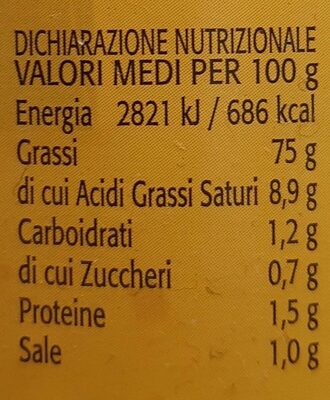 DICHIARAZIONE NUTRIZIONALE
VALORI MEDI PER 100 g
Energia 2821 kJ / 686 kcal
Grassi 75 g
di cui Acidi Grassi Saturi 8,9 g
Carboidrati 1,2 g
di cui Zuccheri 0,7 g
Proteine 1,5 g
Sale 1,0 g